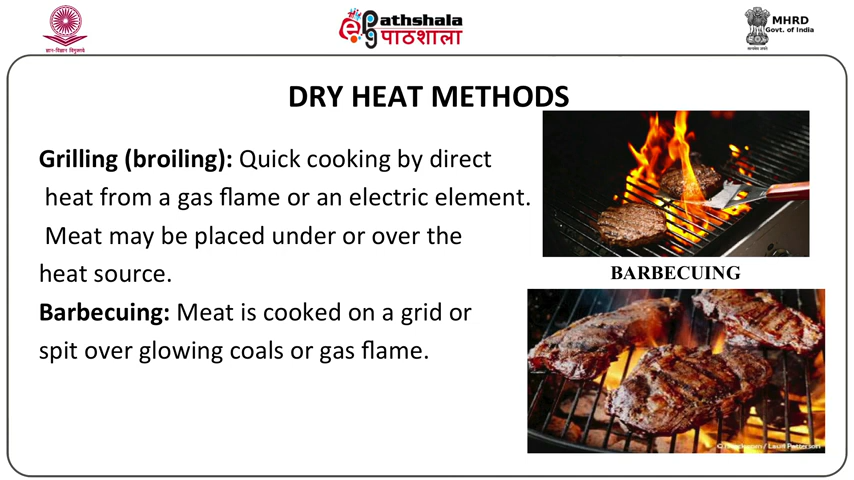 ज्ञान-विज्ञान विमुक्तये
Pathshala
पाठशाला
MHRD
Govt. of India
DRY HEAT METHODS
Grilling (broiling): Quick cooking by direct
heat from a gas flame or an electric element.
Meat may be placed under or over the
heat source.
Barbecuing: Meat is cooked on a grid or
spit over glowing coals or gas flame.
BARBECUING